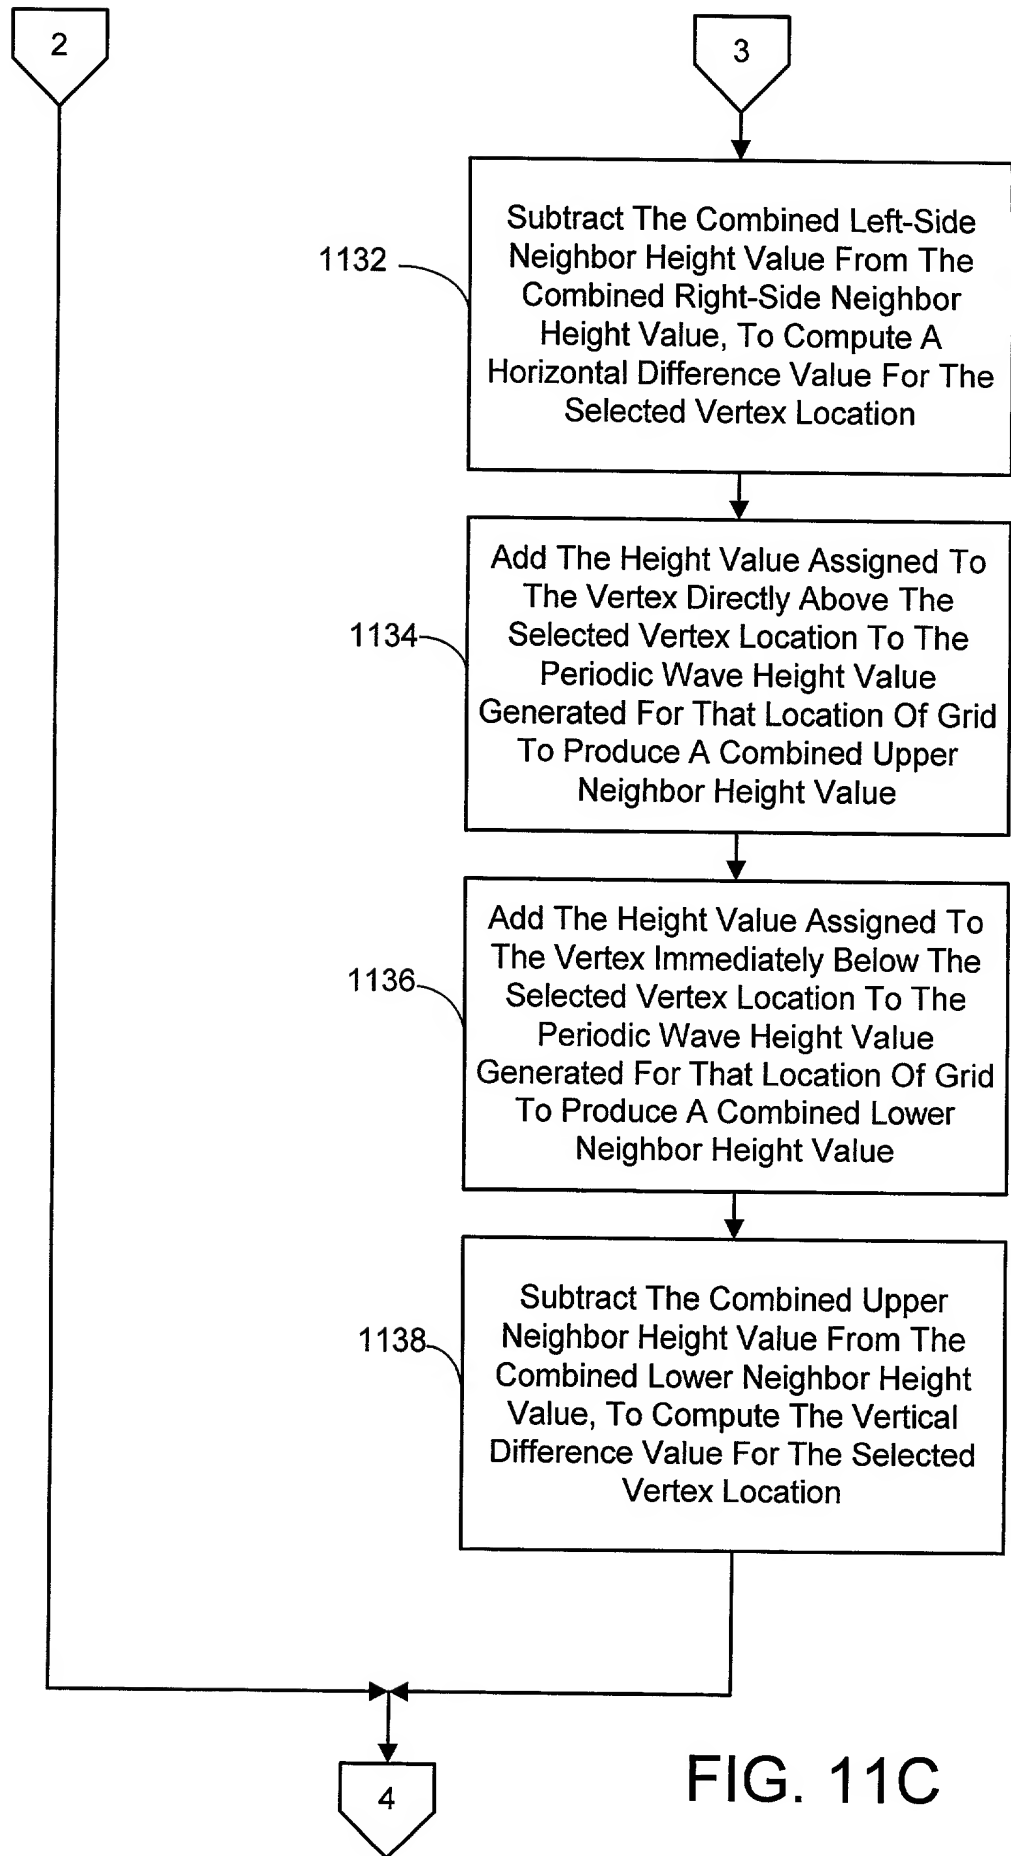 2
3
1132
Subtract The Combined Left-Side
Neighbor Height Value From The
Combined Right-Side Neighbor
Height Value, To Compute A
Horizontal Difference Value For The
Selected Vertex Location
1134
Add The Height Value Assigned To
The Vertex Directly Above The
Selected Vertex Location To The
Periodic Wave Height Value
Generated For That Location Of Grid
To Produce A Combined Upper
Neighbor Height Value
1136
Add The Height Value Assigned To
The Vertex Immediately Below The
Selected Vertex Location To The
Periodic Wave Height Value
Generated For That Location Of Grid
To Produce A Combined Lower
Neighbor Height Value
1138
Subtract The Combined Upper
Neighbor Height Value From The
Combined Lower Neighbor Height
Value, To Compute The Vertical
Difference Value For The Selected
Vertex Location
4
FIG. 11C